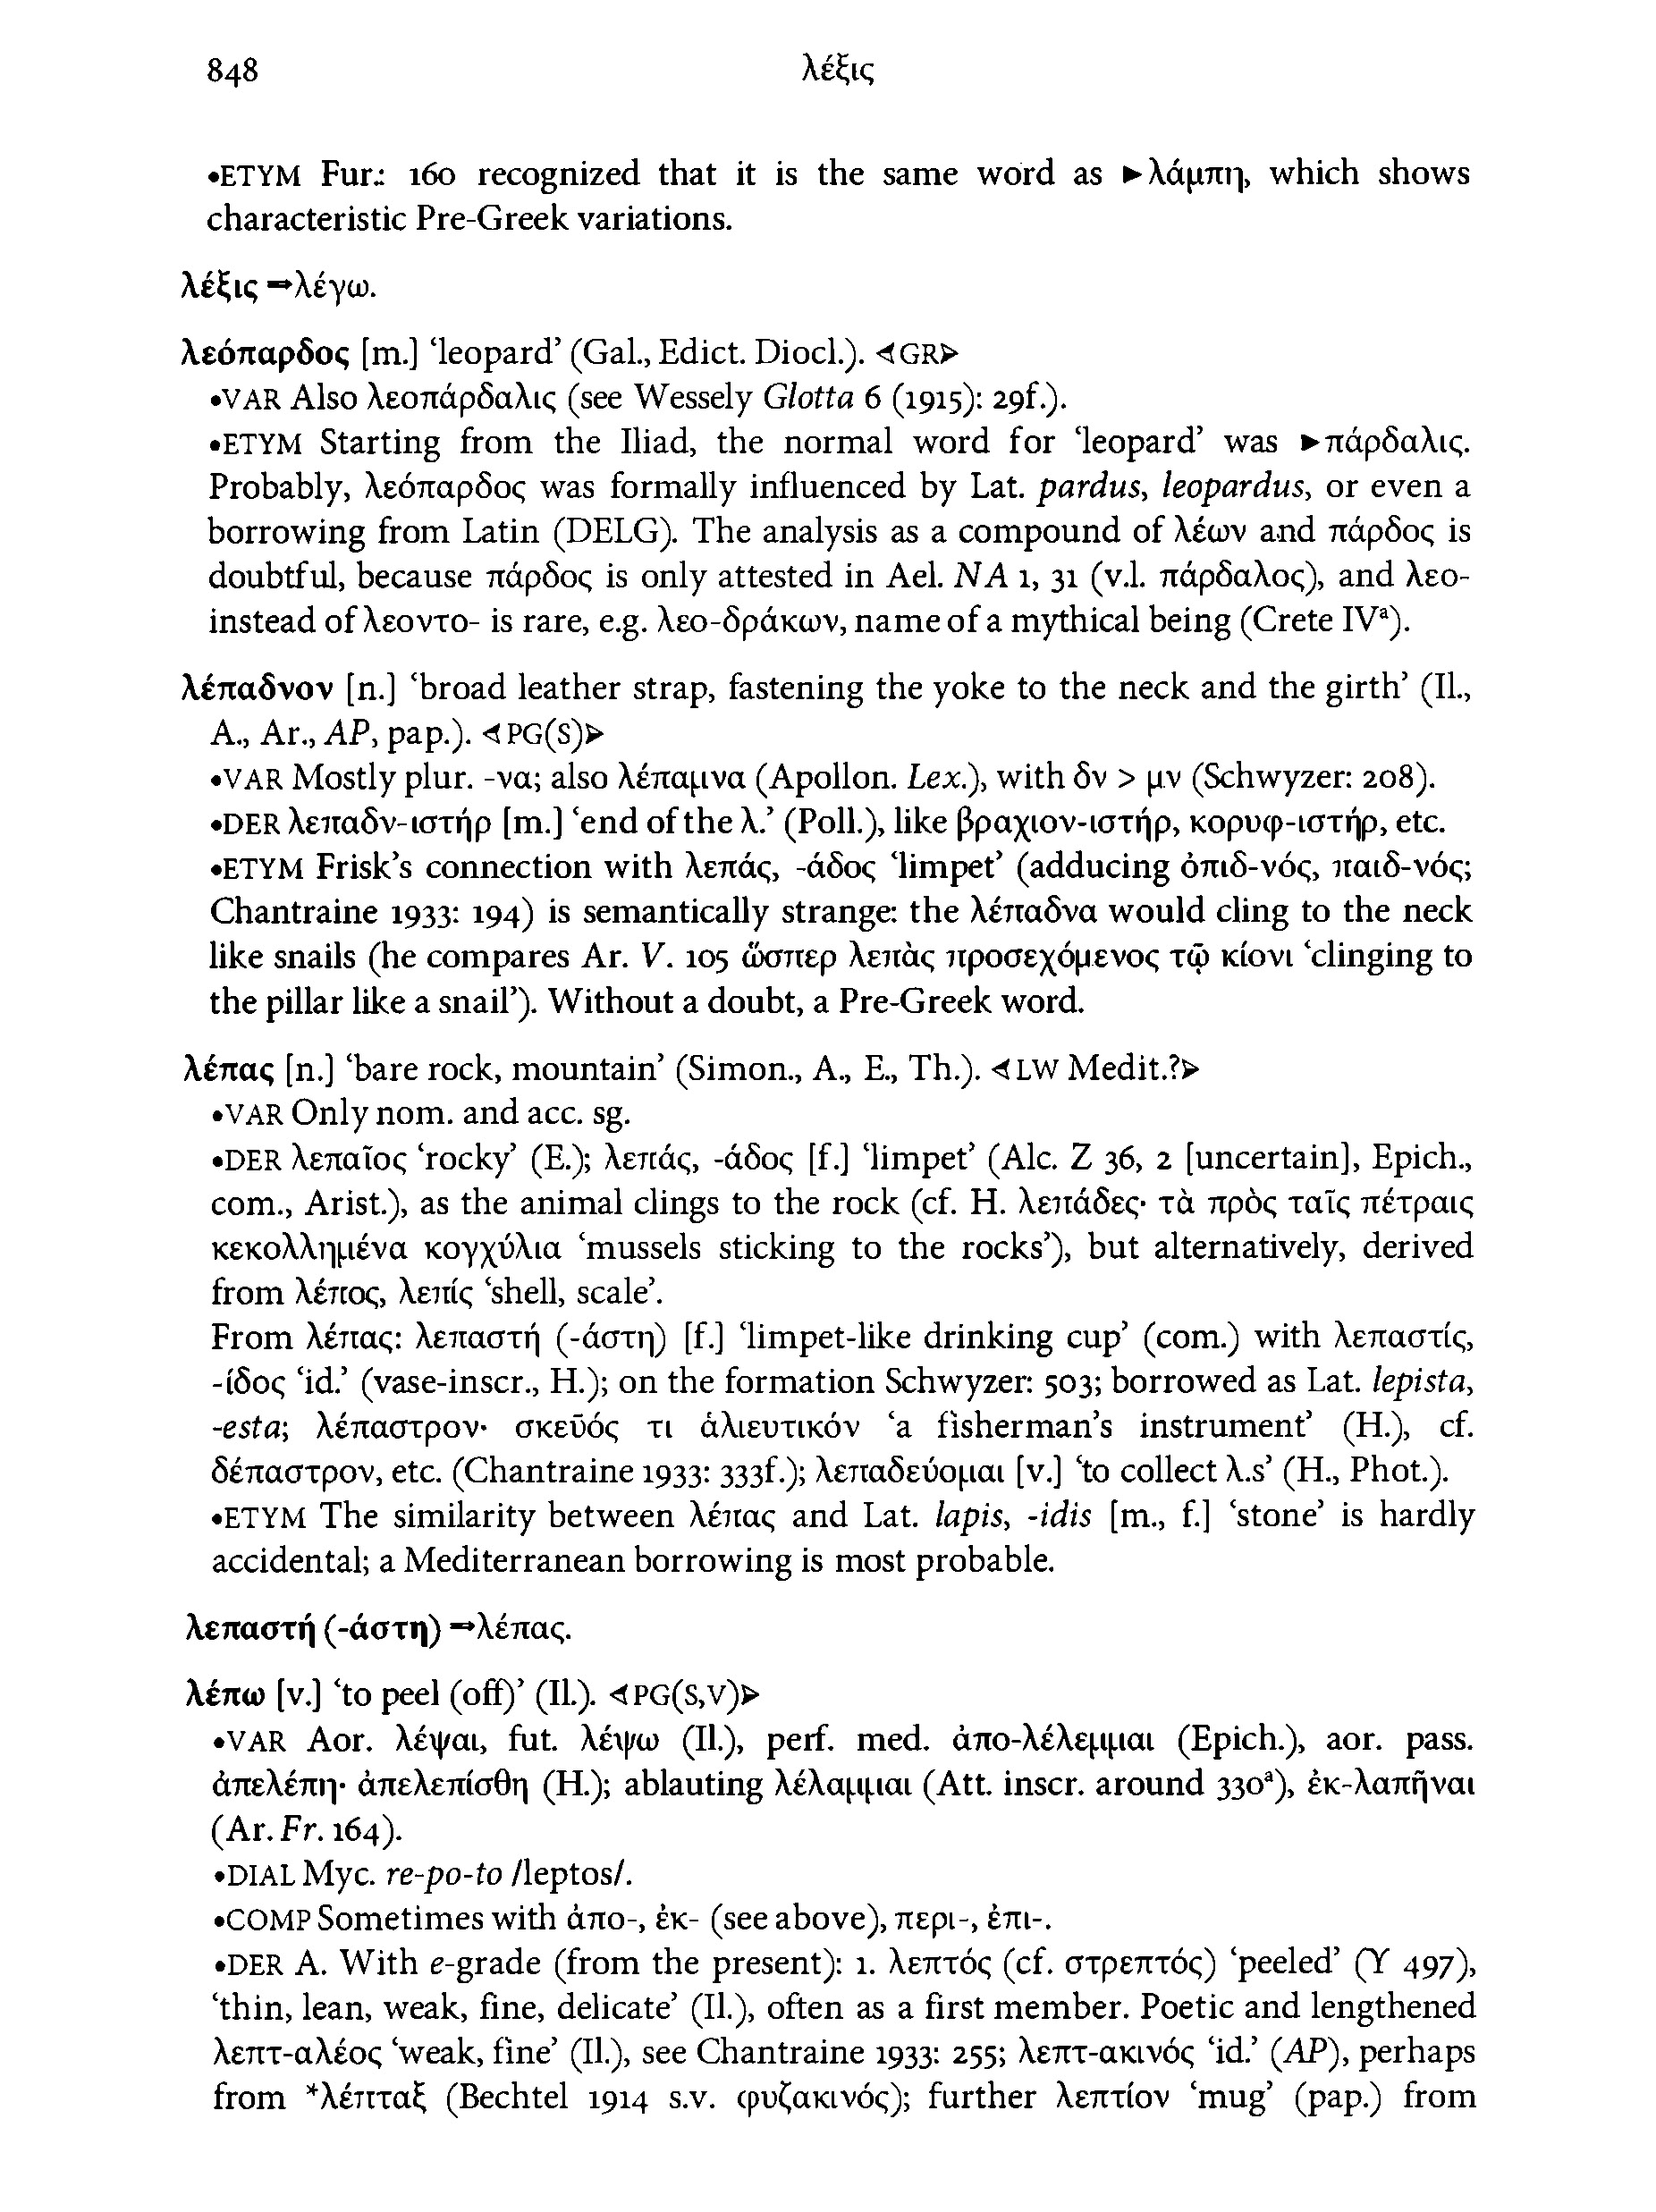 848 λέξις
•ETYM Fur.: 160 recognized that it is the same word as ►λάμπη, which shows
characteristic Pre-Greek variations.
λέξις ⇒λέγω.
λεόπαρδος [m.] ‘leopard’ (Gal., Edict. Diocl.). ◁GR▷
•VAR Also λεοπάρδαλις (see Wessely Glotta 6 (1915): 29f.).
•ETYM Starting from the Iliad, the normal word for ‘leopard’ was ►πάρδαλις.
Probably, λεόπαρδος was formally influenced by Lat. pardus, leopardus, or even a
borrowing from Latin (DELG). The analysis as a compound of λέων and πάρδος is
doubtful, because πάρδος is only attested in Ael. NA 1, 31 (v.l. πάρδαλος), and λεο-
instead of λεοντο- is rare, e.g. λεο-δράκων, name of a mythical being (Crete IVᵃ).
λέπαδνον [n.] ‘broad leather strap, fastening the yoke to the neck and the girth’ (Il.,
A., Ar., AP, pap.). ◁PG(S)▷
•VAR Mostly plur. -να; also λέπαμνα (Apollon. Lex.), with δν > μν (Schwyzer: 208).
•DER λεπαδν-ιστήρ [m.] ‘end of the λ.’ (Poll.), like βραχιον-ιστήρ, κορυφ-ιστήρ, etc.
•ETYM Frisk’s connection with λεπάς, -άδος ‘limpet’ (adducing ὀπιδ-νός, παιδ-νός;
Chantraine 1933: 194) is semantically strange: the λέπαδνα would cling to the neck
like snails (he compares Ar. V. 105 ὥσπερ λεπὰς προσεχόμενος τῷ κίονι ‘clinging to
the pillar like a snail’). Without a doubt, a Pre-Greek word.
λέπας [n.] ‘bare rock, mountain’ (Simon., A., E., Th.). ◁LW Medit.?▷
•VAR Only nom. and acc. sg.
•DER λεπαῖος ‘rocky’ (E.); λεπάς, -άδος [f.] ‘limpet’ (Alc. Z 36, 2 [uncertain], Epich.,
com., Arist.), as the animal clings to the rock (cf. H. λεπάδες· τὰ πρὸς ταῖς πέτραις
κεκολλημένα κογχύλια ‘mussels sticking to the rocks’), but alternatively, derived
from λέπος, λεπίς ‘shell, scale’.
From λέπας: λεπαστή (-άστη) [f.] ‘limpet-like drinking cup’ (com.) with λεπαστίς,
-ίδος ‘id.’ (vase-inscr., H.); on the formation Schwyzer: 503; borrowed as Lat. lepista,
-esta; λέπαστρον· σκεῦός τι ἁλιευτικόν ‘a fisherman’s instrument’ (H.), cf.
δέπαστρον, etc. (Chantraine 1933: 333f.); λεπαδεύομαι [v.] ‘to collect λ.s’ (H., Phot.).
•ETYM The similarity between λέπας and Lat. lapis, -idis [m., f.] ‘stone’ is hardly
accidental; a Mediterranean borrowing is most probable.
λεπαστή (-άστη) ⇒λέπας.
λέπω [v.] ‘to peel (off)’ (Il.). ◁PG(S,V)▷
•VAR Aor. λέψαι, fut. λέψω (Il.), perf. med. ἀπο-λέλεμμαι (Epich.), aor. pass.
ἀπελέπη· ἀπελεπίσθη (H.); ablauting λέλαμμαι (Att. inscr. around 330ᵃ), ἐκ-λαπῆναι
(Ar. Fr. 164).
•DIAL Myc. re-po-to /leptos/.
•COMP Sometimes with ἀπο-, ἐκ- (see above), περι-, ἐπι-.
•DER A. With e-grade (from the present): 1. λεπτός (cf. στρεπτός) ‘peeled’ (Υ 497),
‘thin, lean, weak, fine, delicate’ (Il.), often as a first member. Poetic and lengthened
λεπτ-αλέος ‘weak, fine’ (Il.), see Chantraine 1933: 255; λεπτ-ακινός ‘id.’ (AP), perhaps
from *λέπταξ (Bechtel 1914 s.v. φυζακινός); further λεπτίον ‘mug’ (pap.) from